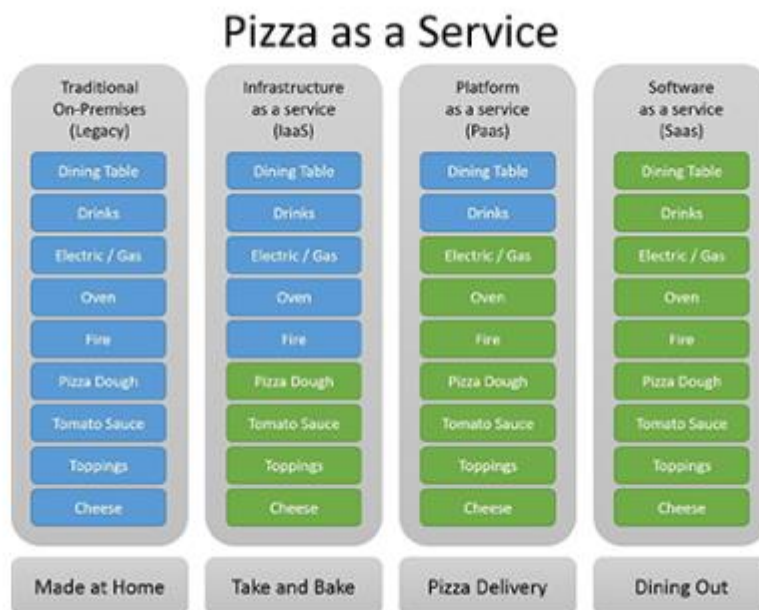 Pizza as a Service
Traditional
On-Premises
(Legacy)
Dining Table
Drinks
Electric / Gas
Oven
Fire
Pizza Dough
Tomato Sauce
Toppings
Cheese
Made at Home
Infrastructure
as a service
(IaaS)
Dining Table
Drinks
Electric / Gas
Oven
Fire
Pizza Dough
Tomato Sauce
Toppings
Cheese
Take and Bake
Platform
as a service
(Paas)
Dining Table
Drinks
Electric / Gas
Oven
Fire
Pizza Dough
Tomato Sauce
Toppings
Cheese
Pizza Delivery
Software
as a service
(Saas)
Dining Table
Drinks
Electric / Gas
Oven
Fire
Pizza Dough
Tomato Sauce
Toppings
Cheese
Dining Out